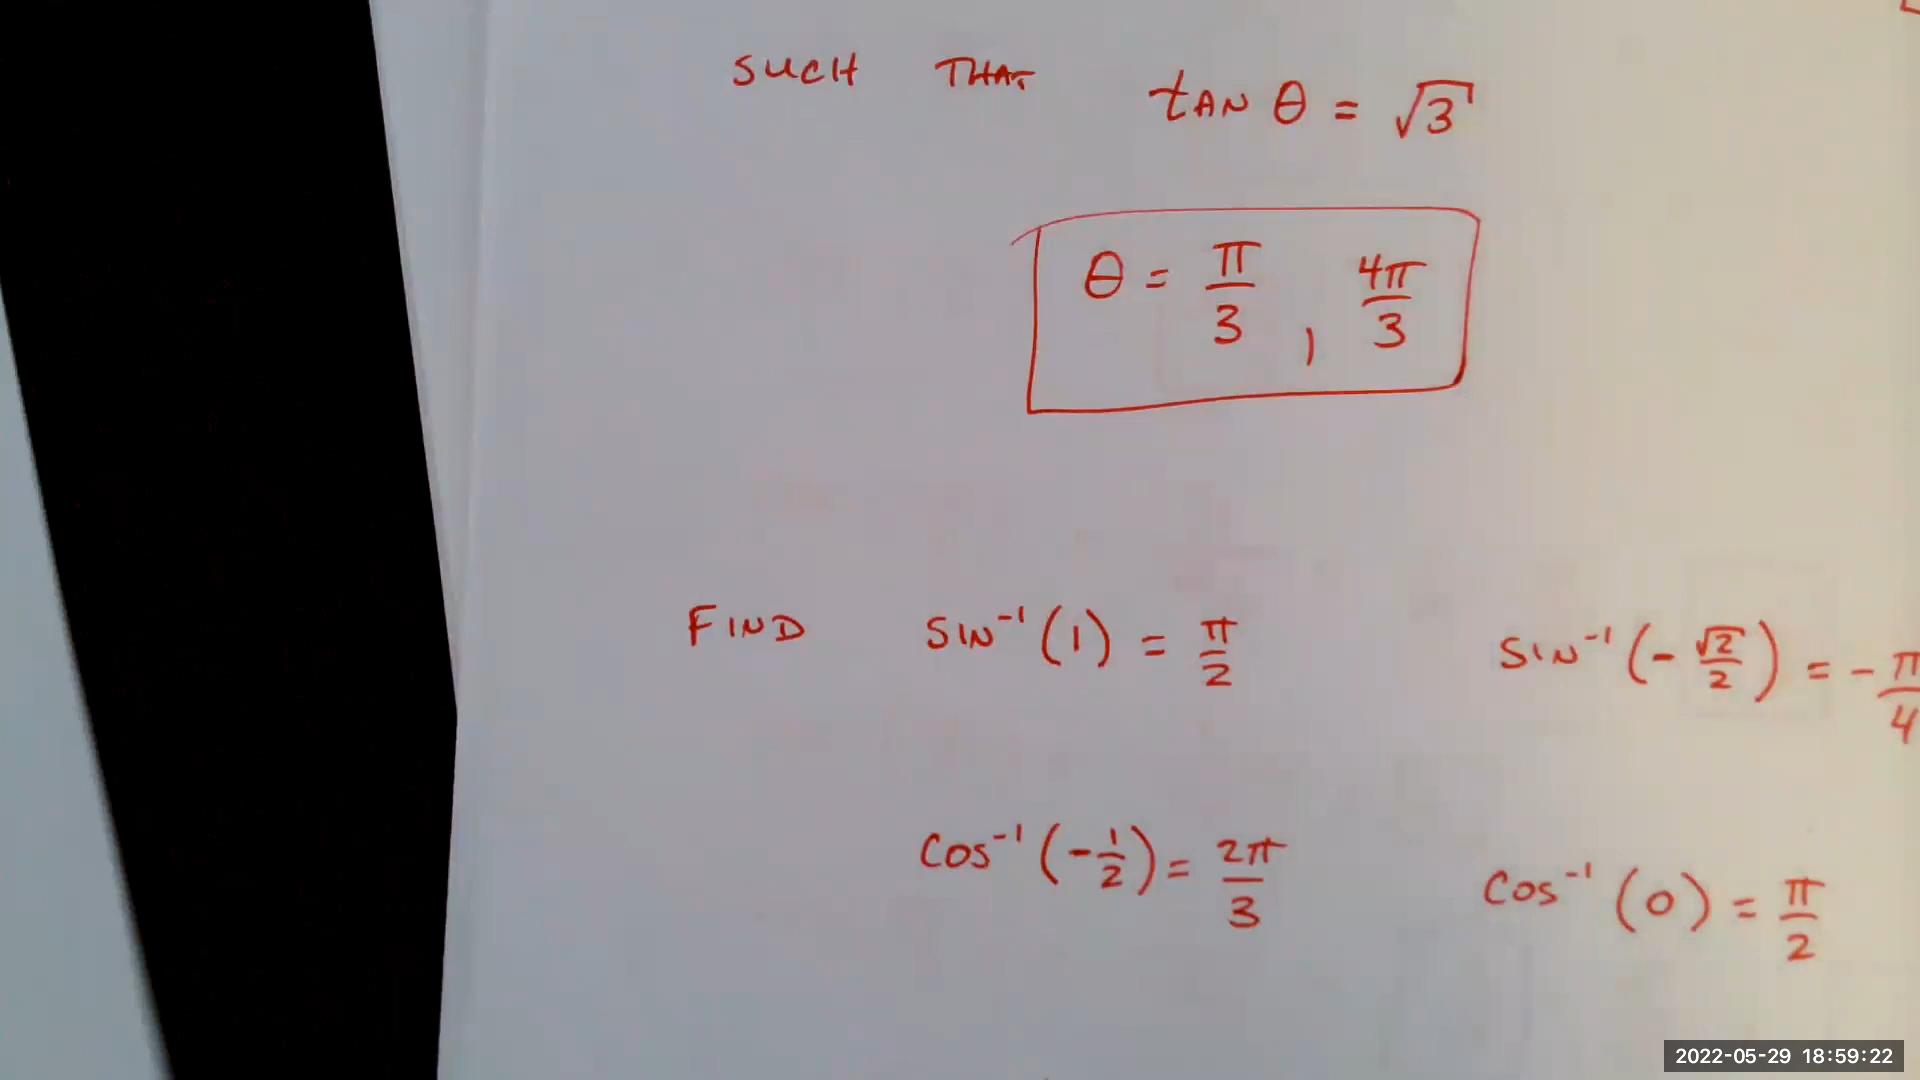 SUCH THAT tAN θ = √3
θ = π/3 , 4π/3
FIND SIN⁻¹(1) = π/2 SIN⁻¹(-√2/2) = -π/4
COS⁻¹(-1/2) = 2π/3 COS⁻¹(0) = π/2
2022-05-29 18:59:22